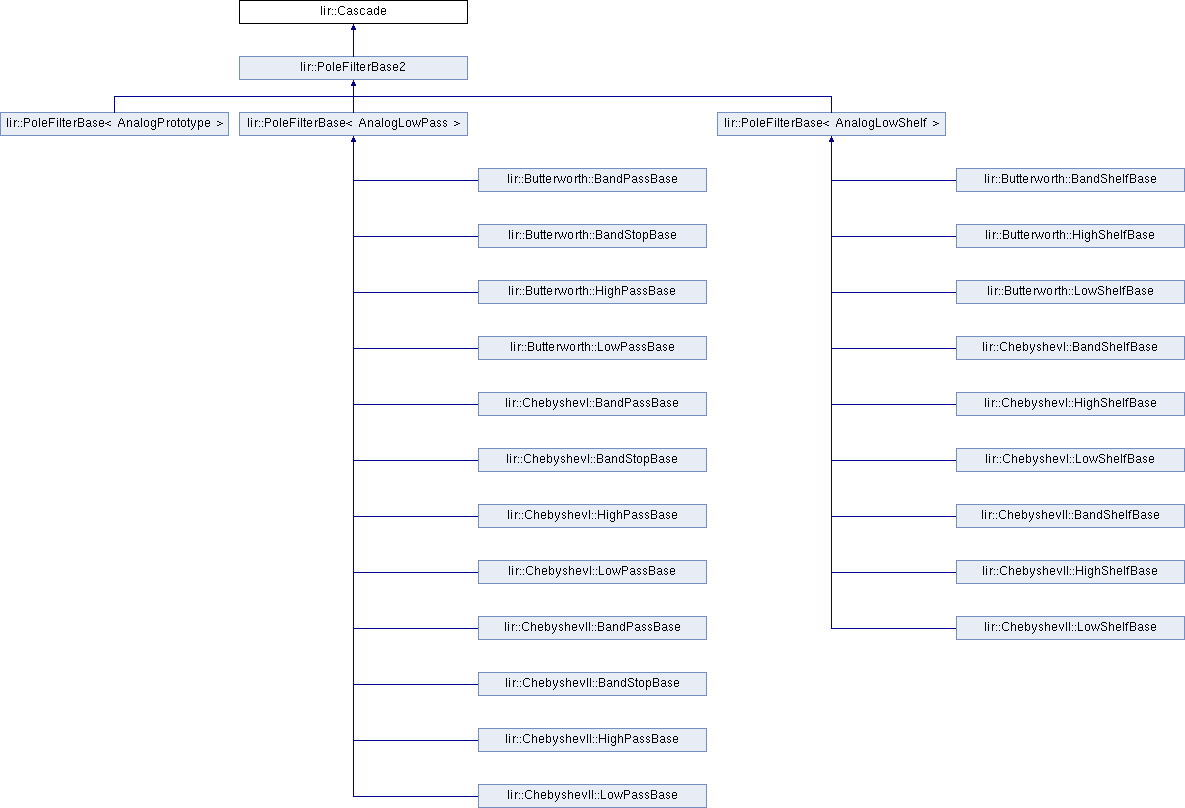 Iir::Cascade
Iir::PoleFilterBase2
Iir::PoleFilterBase< AnalogPrototype >
Iir::PoleFilterBase< AnalogLowPass >
Iir::PoleFilterBase< AnalogLowShelf >
Iir::Butterworth::BandPassBase
Iir::Butterworth::BandShelfBase
Iir::Butterworth::BandStopBase
Iir::Butterworth::HighShelfBase
Iir::Butterworth::HighPassBase
Iir::Butterworth::LowShelfBase
Iir::Butterworth::LowPassBase
Iir::ChebyshevI::BandShelfBase
Iir::ChebyshevI::BandPassBase
Iir::ChebyshevI::HighShelfBase
Iir::ChebyshevI::BandStopBase
Iir::ChebyshevI::LowShelfBase
Iir::ChebyshevI::HighPassBase
Iir::ChebyshevII::BandShelfBase
Iir::ChebyshevI::LowPassBase
Iir::ChebyshevII::HighShelfBase
Iir::ChebyshevII::BandPassBase
Iir::ChebyshevII::LowShelfBase
Iir::ChebyshevII::BandStopBase
Iir::ChebyshevII::HighPassBase
Iir::ChebyshevII::LowPassBase